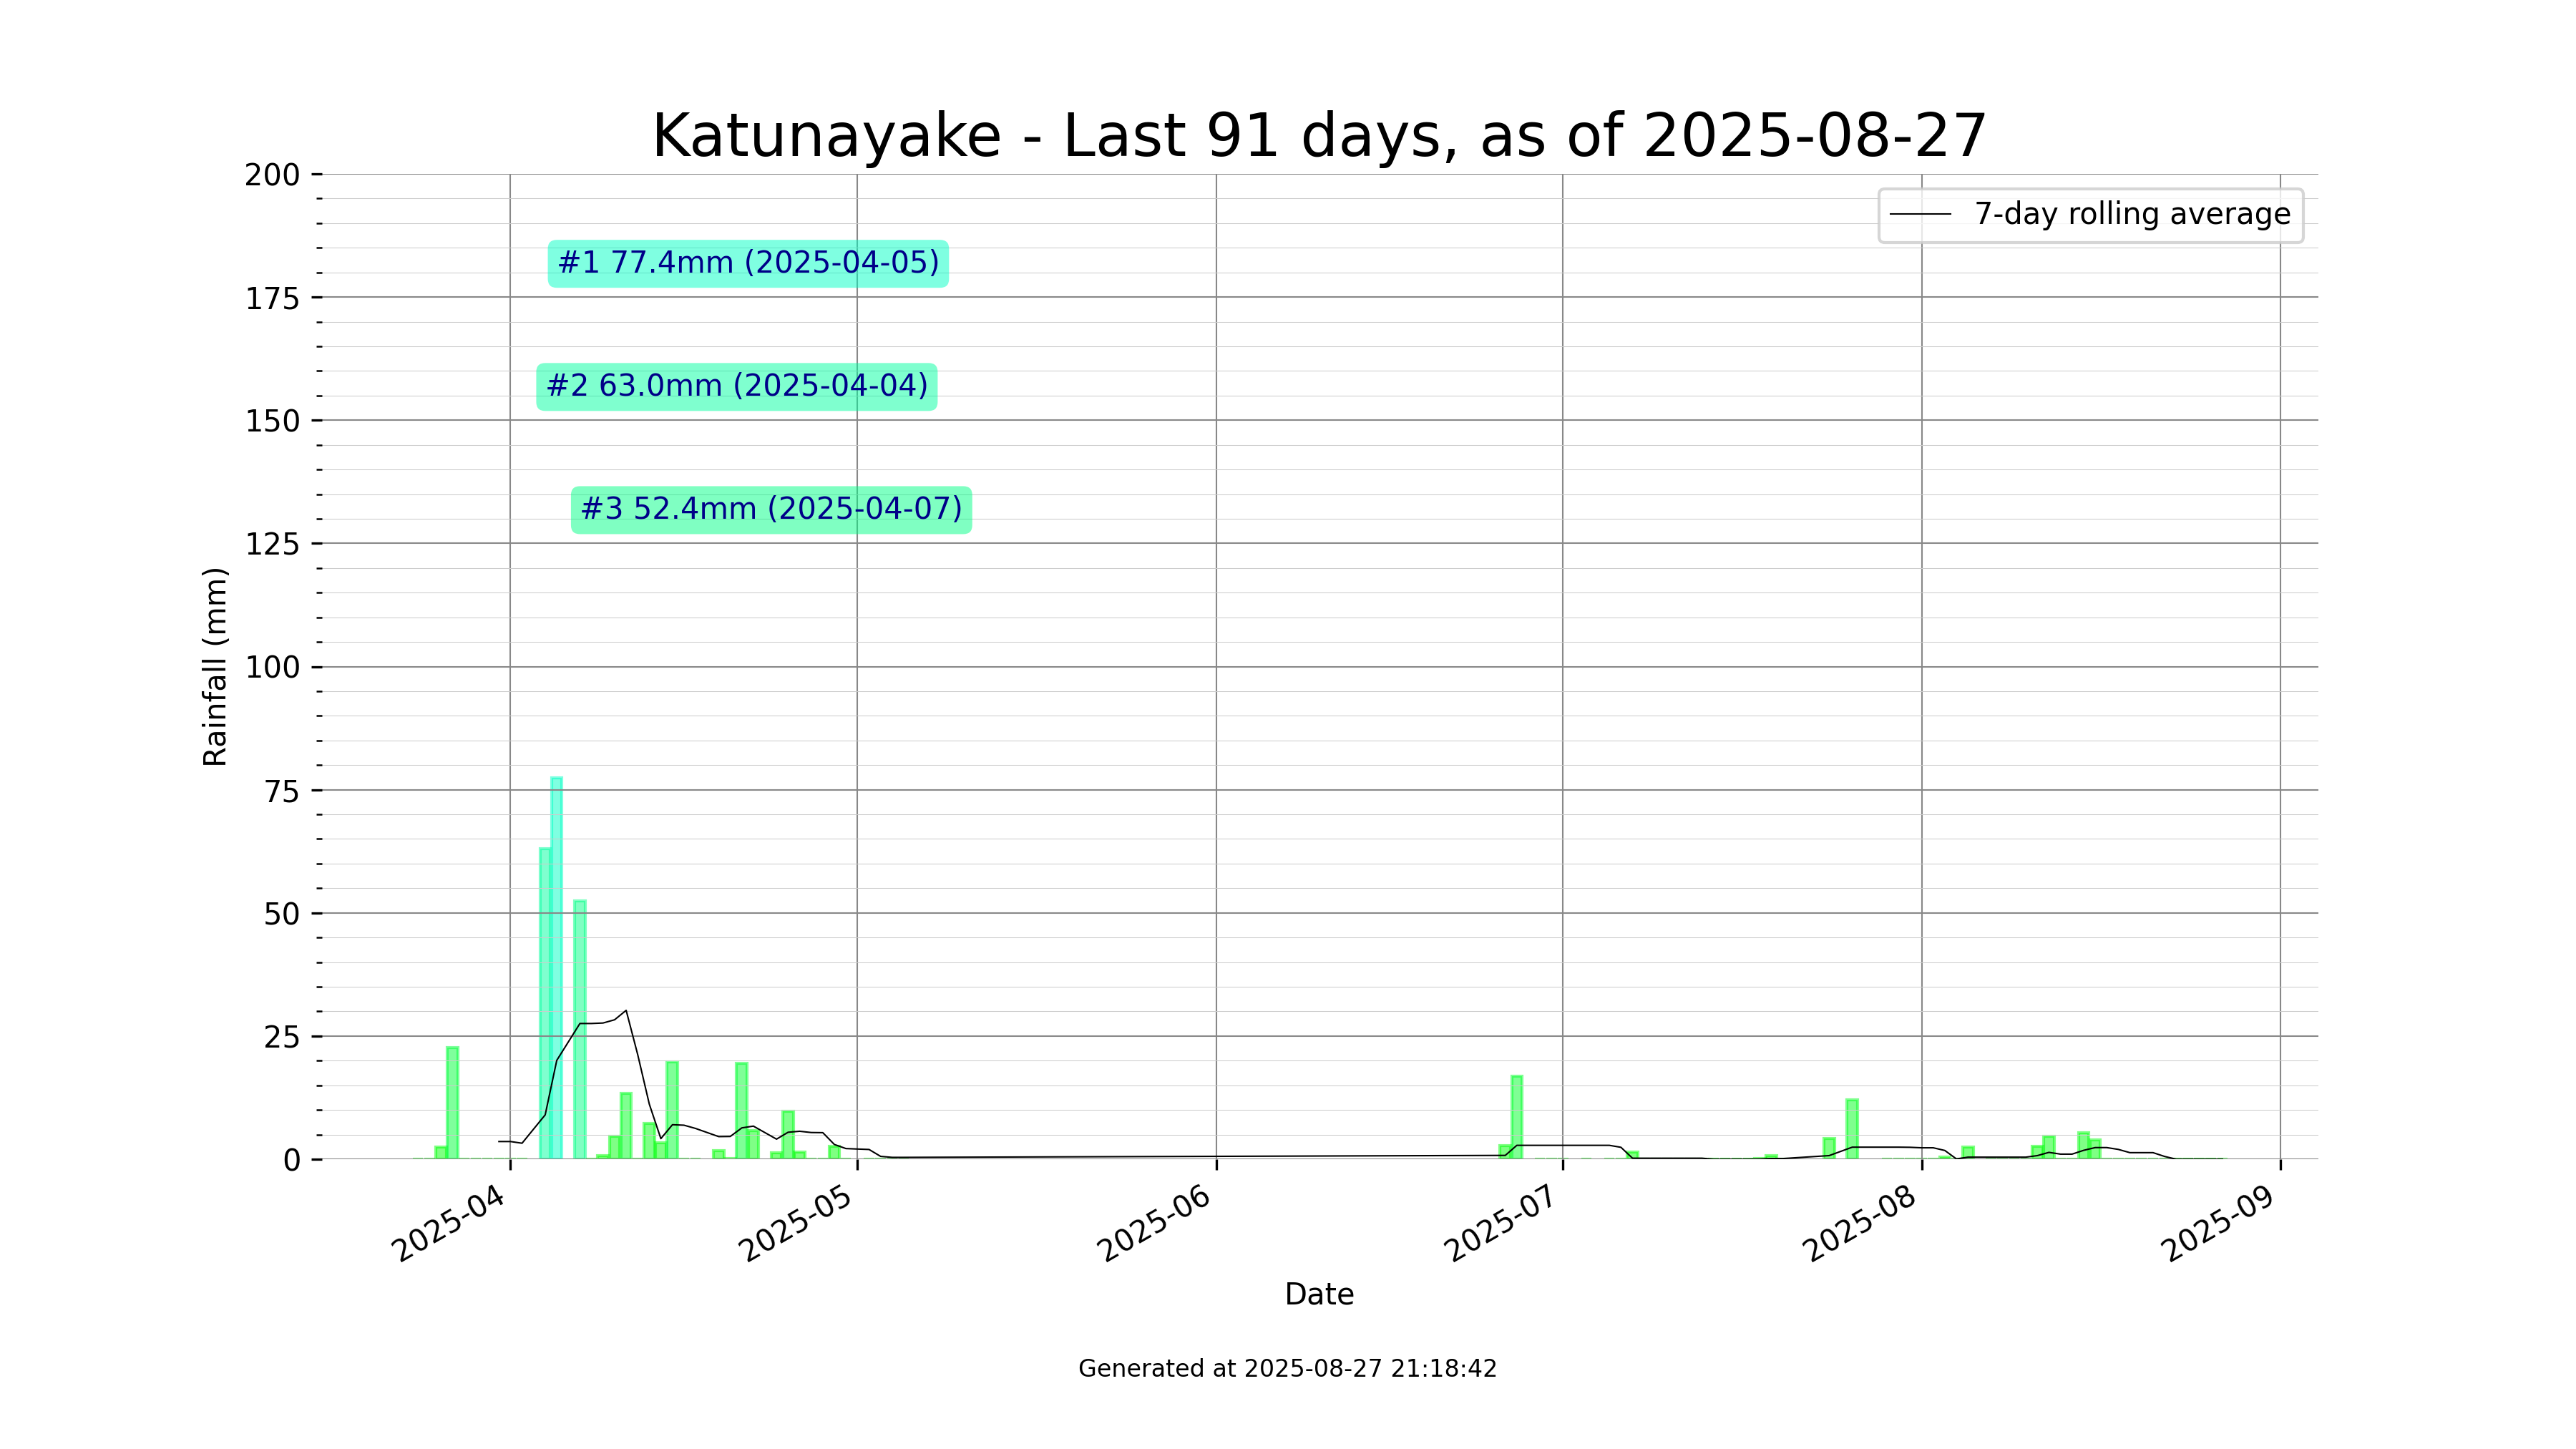 Katunayake - Last 91 days, as of 2025-08-27
200
175
150
125
100
75
50
25
0
Rainfall (mm)
7-day rolling average
#1 77.4mm (2025-04-05)
#2 63.0mm (2025-04-04)
#3 52.4mm (2025-04-07)
2025-04
2025-05
2025-06
2025-07
2025-08
2025-09
Date
Generated at 2025-08-27 21:18:42